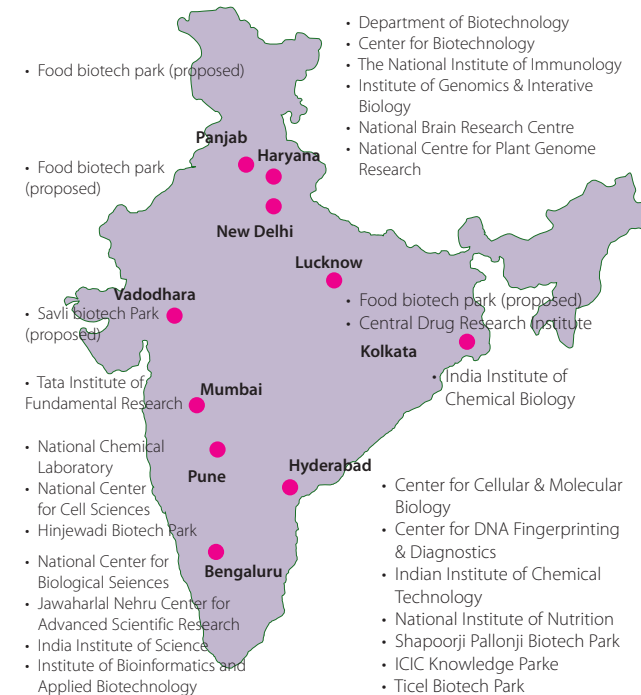 • Department of Biotechnology
• Center for Biotechnology
• The National Institute of Immunology
• Institute of Genomics & Interative
Biology
• National Brain Research Centre
• National Centre for Plant Genome
Research
• Food biotech park (proposed)
Panjab
Haryana
• Food biotech park
(proposed)
New Delhi
Lucknow
Vadodhara
• Food biotech park (proposed)
• Central Drug Research Institute
• Savli biotech Park
(proposed)
Kolkata
• India Institute of
Chemical Biology
• Tata Institute of
Fundamental Research
Mumbai
• National Chemical
Laboratory
• National Center
for Cell Sciences
• Hinjewadi Biotech Park
Pune
Hyderabad
• Center for Cellular & Molecular
Biology
• Center for DNA Fingerprinting
& Diagnostics
• Indian Institute of Chemical
Technology
• National Institute of Nutrition
• Shapoorji Pallonji Biotech Park
• ICIC Knowledge Parke
• Ticel Biotech Park
• National Center for
Biological Seiences
• Jawaharlal Nehru Center for
Advanced Scientific Research
• India Institute of Science
• Institute of Bioinformatics and
Applied Biotechnology
Bengaluru